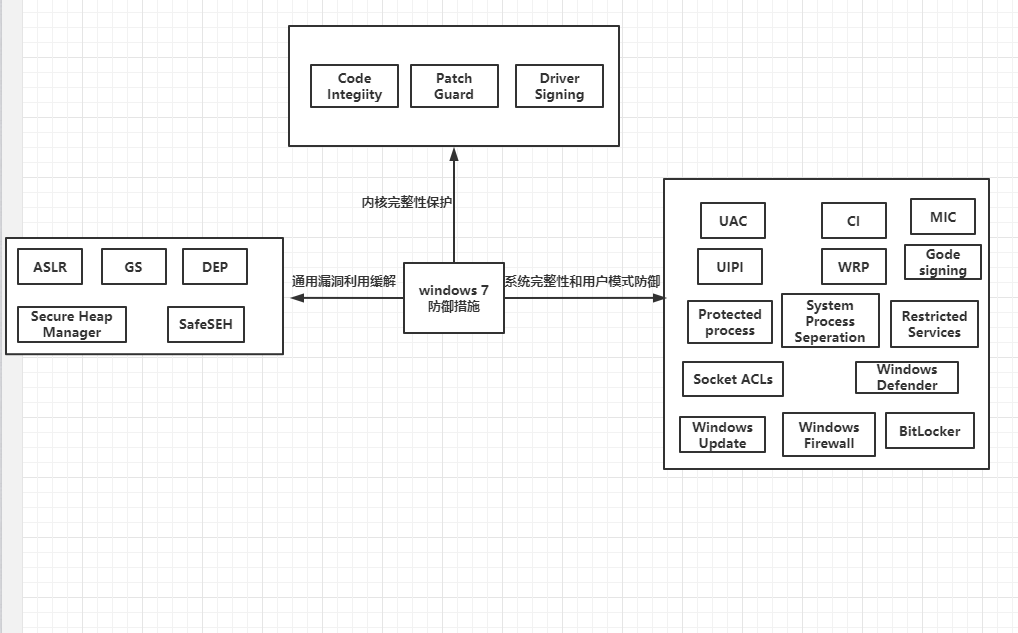 Code
Integiity
Patch
Guard
Driver
Signing
内核完整性保护
ASLR
GS
DEP
Secure Heap
Manager
SafeSEH
通用漏洞利用缓解
windows 7
防御措施
系统完整性和用户模式防御
UAC
CI
MIC
UIPI
WRP
Gode
signing
Protected
process
System
Process
Seperation
Restricted
Services
Socket ACLs
Windows
Defender
Windows
Update
Windows
Firewall
BitLocker